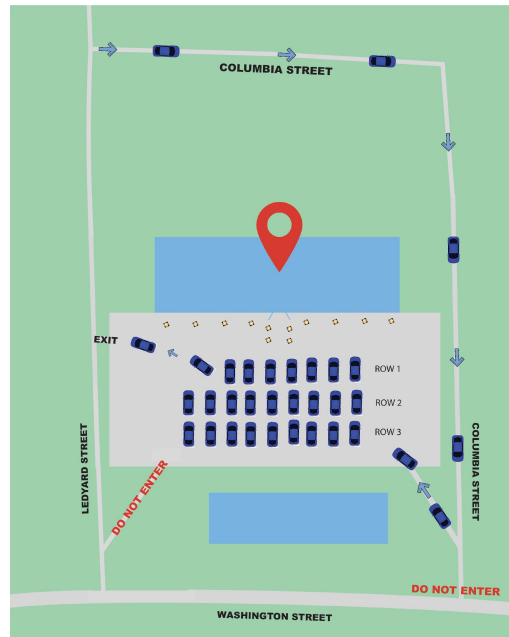 COLUMBIA STREET
EXIT
ROW 1
ROW 2
ROW 3
LEDYARD STREET
COLUMBIA STREET
DO NOT ENTER
DO NOT ENTER
WASHINGTON STREET